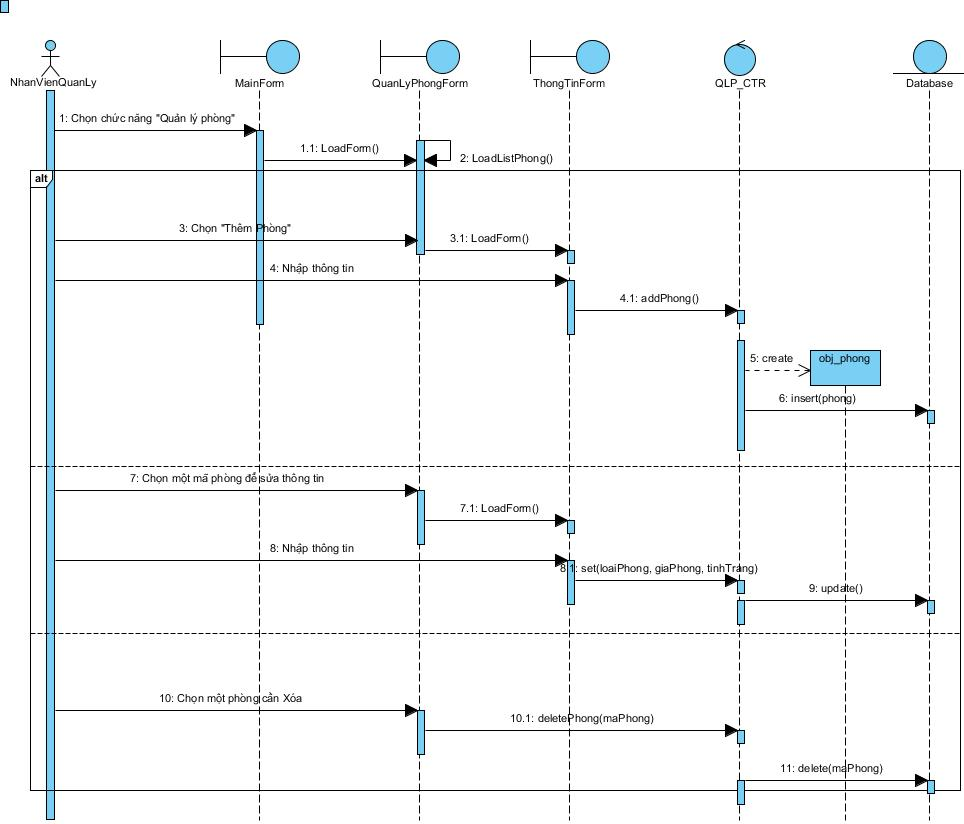 NhanVienQuanLy
MainForm
QuanLyPhongForm
ThongTinForm
QLP_CTR
Database
1: Chọn chức năng "Quản lý phòng"
1.1: LoadForm()
2: LoadListPhong()
alt
3: Chọn "Thêm Phòng"
3.1: LoadForm()
4: Nhập thông tin
4.1: addPhong()
5: create
obj_phong
6: insert(phong)
7: Chọn một mã phòng để sửa thông tin
7.1: LoadForm()
8: Nhập thông tin
8.1: set(loaiPhong, giaPhong, tinhTrang)
9: update()
10: Chọn một phòng cần Xóa
10.1: deletePhong(maPhong)
11: delete(maPhong)